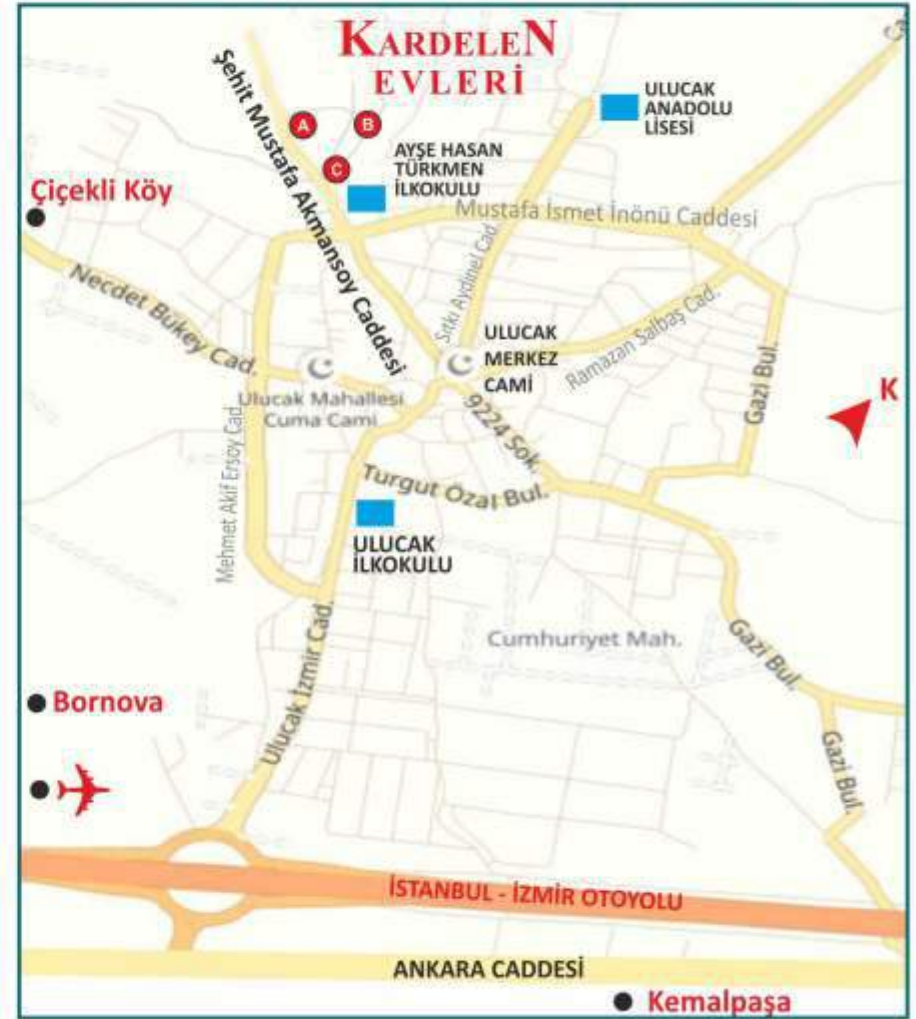 KARDELEN
EVLERİ
Şehit Mustafa Akmansoy Caddesi
A
B
C
ULUCAK
ANADOLU
LİSESİ
AYŞE HASAN
TÜRKMEN
İLKOKULU
Çiçekli Köy
Mustafa İsmet İnönü Caddesi
Necdet Bukey Cad.
Sıtkı Aydinel Cad.
ULUCAK
MERKEZ
CAMİ
Ramazan Salbaş Cad.
Gazi Bul.
K
Ulucak Mahallesi
Cuma Cami
9224 Sok.
Mehmet Akif Ersoy Cad.
Turgut Özal Bul.
ULUCAK
İLKOKULU
Cumhuriyet Mah.
Gazi Bul.
Ulucak İzmir Cad.
Bornova
Gazi Bul.
İSTANBUL - İZMİR OTOYOLU
ANKARA CADDESİ
Kemalpaşa